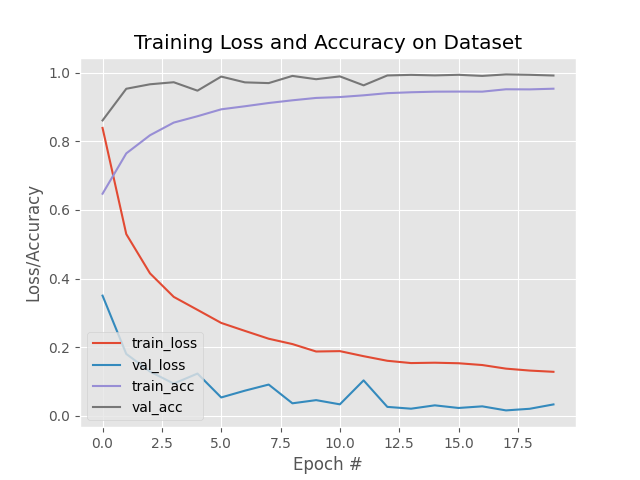 Training Loss and Accuracy on Dataset
1.0
0.8
0.6
0.4
0.2
0.0
Loss/Accuracy
train_loss
val_loss
train_acc
val_acc
0.0 2.5 5.0 7.5 10.0 12.5 15.0 17.5
Epoch #